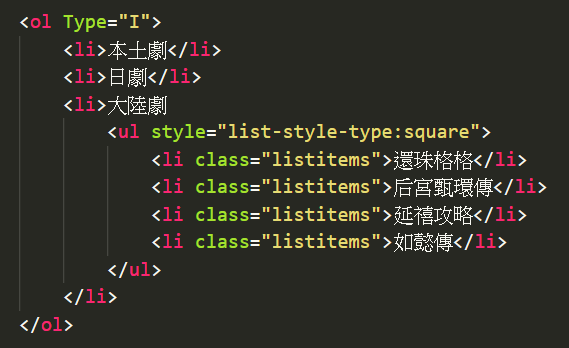 <ol Type="I">
<li>本土劇</li>
<li>日劇</li>
<li>大陸劇
<ul style="list-style-type:square">
<li class="listitems">還珠格格</li>
<li class="listitems">后宮甄環傳</li>
<li class="listitems">延禧攻略</li>
<li class="listitems">如懿傳</li>
</ul>
</li>
</ol>